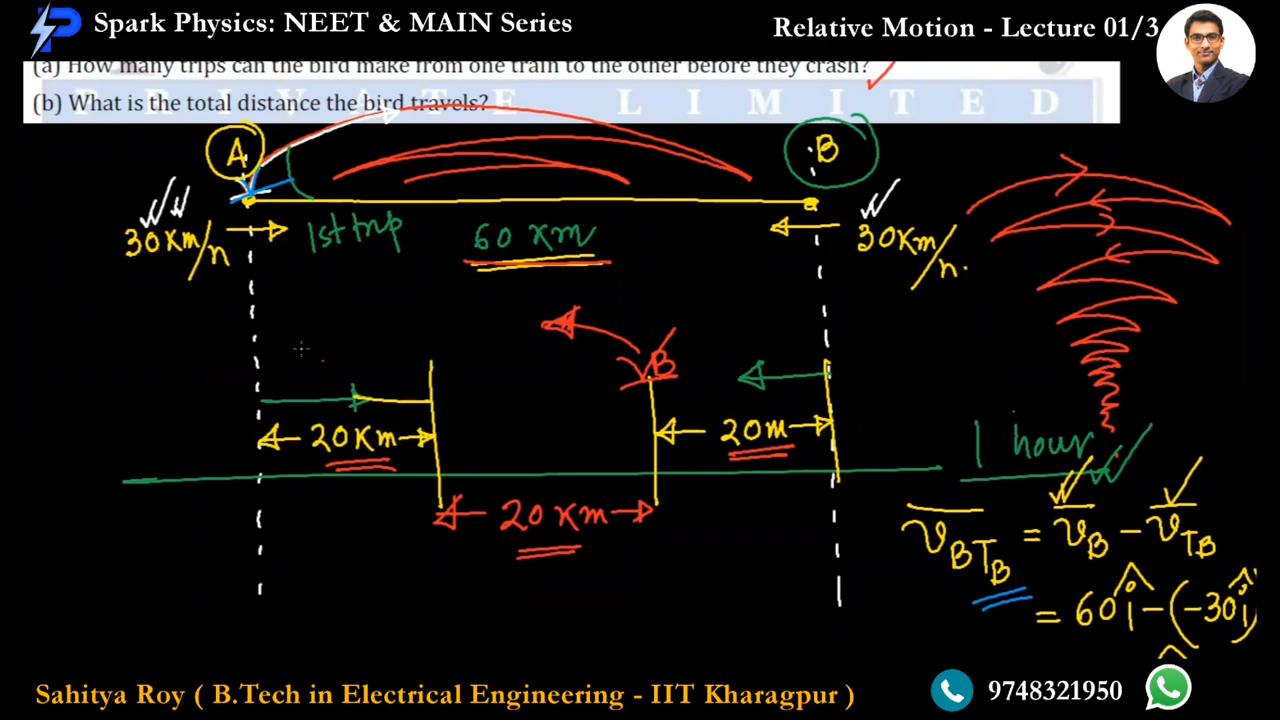 Spark Physics: NEET & MAIN Series
Relative Motion - Lecture 01/3
(a) How many trips can the bird make from one train to the other before they crash?
(b) What is the total distance the bird travels?
P R I V A T E L I M I T E D
A
B
30 Km/h
1st trip
60 Km
30 Km/h.
B
20 Km
20 m
1 hour
20 Km
V_BT_B = V_B - V_T_B
= 60 î - (-30 î)
Sahitya Roy ( B.Tech in Electrical Engineering - IIT Kharagpur )
9748321950